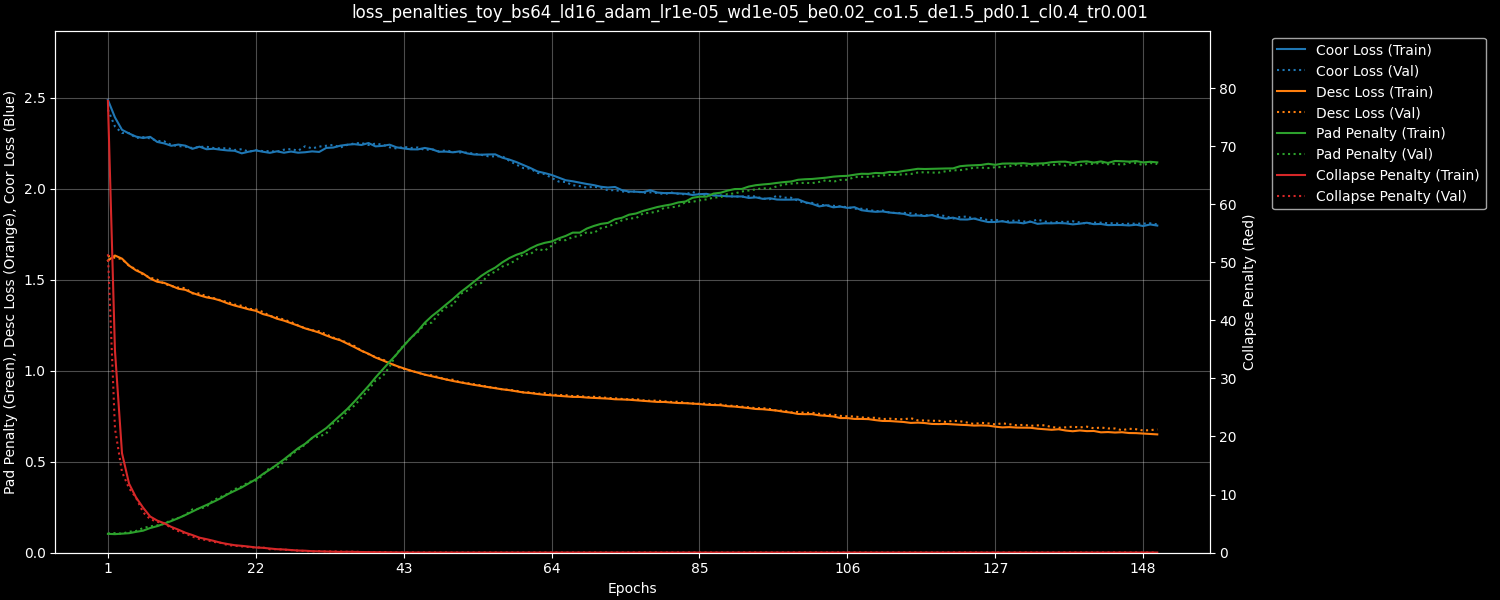 loss_penalties_toy_bs64_ld16_adam_lr1e-05_wd1e-05_be0.02_co1.5_de1.5_pd0.1_cl0.4_tr0.001
Pad Penalty (Green), Desc Loss (Orange), Coor Loss (Blue)
2.5
2.0
1.5
1.0
0.5
0.0
1
22
43
64
85
106
127
148
Epochs
80
70
60
50
40
30
20
10
0
Collapse Penalty (Red)
Coor Loss (Train)
Coor Loss (Val)
Desc Loss (Train)
Desc Loss (Val)
Pad Penalty (Train)
Pad Penalty (Val)
Collapse Penalty (Train)
Collapse Penalty (Val)